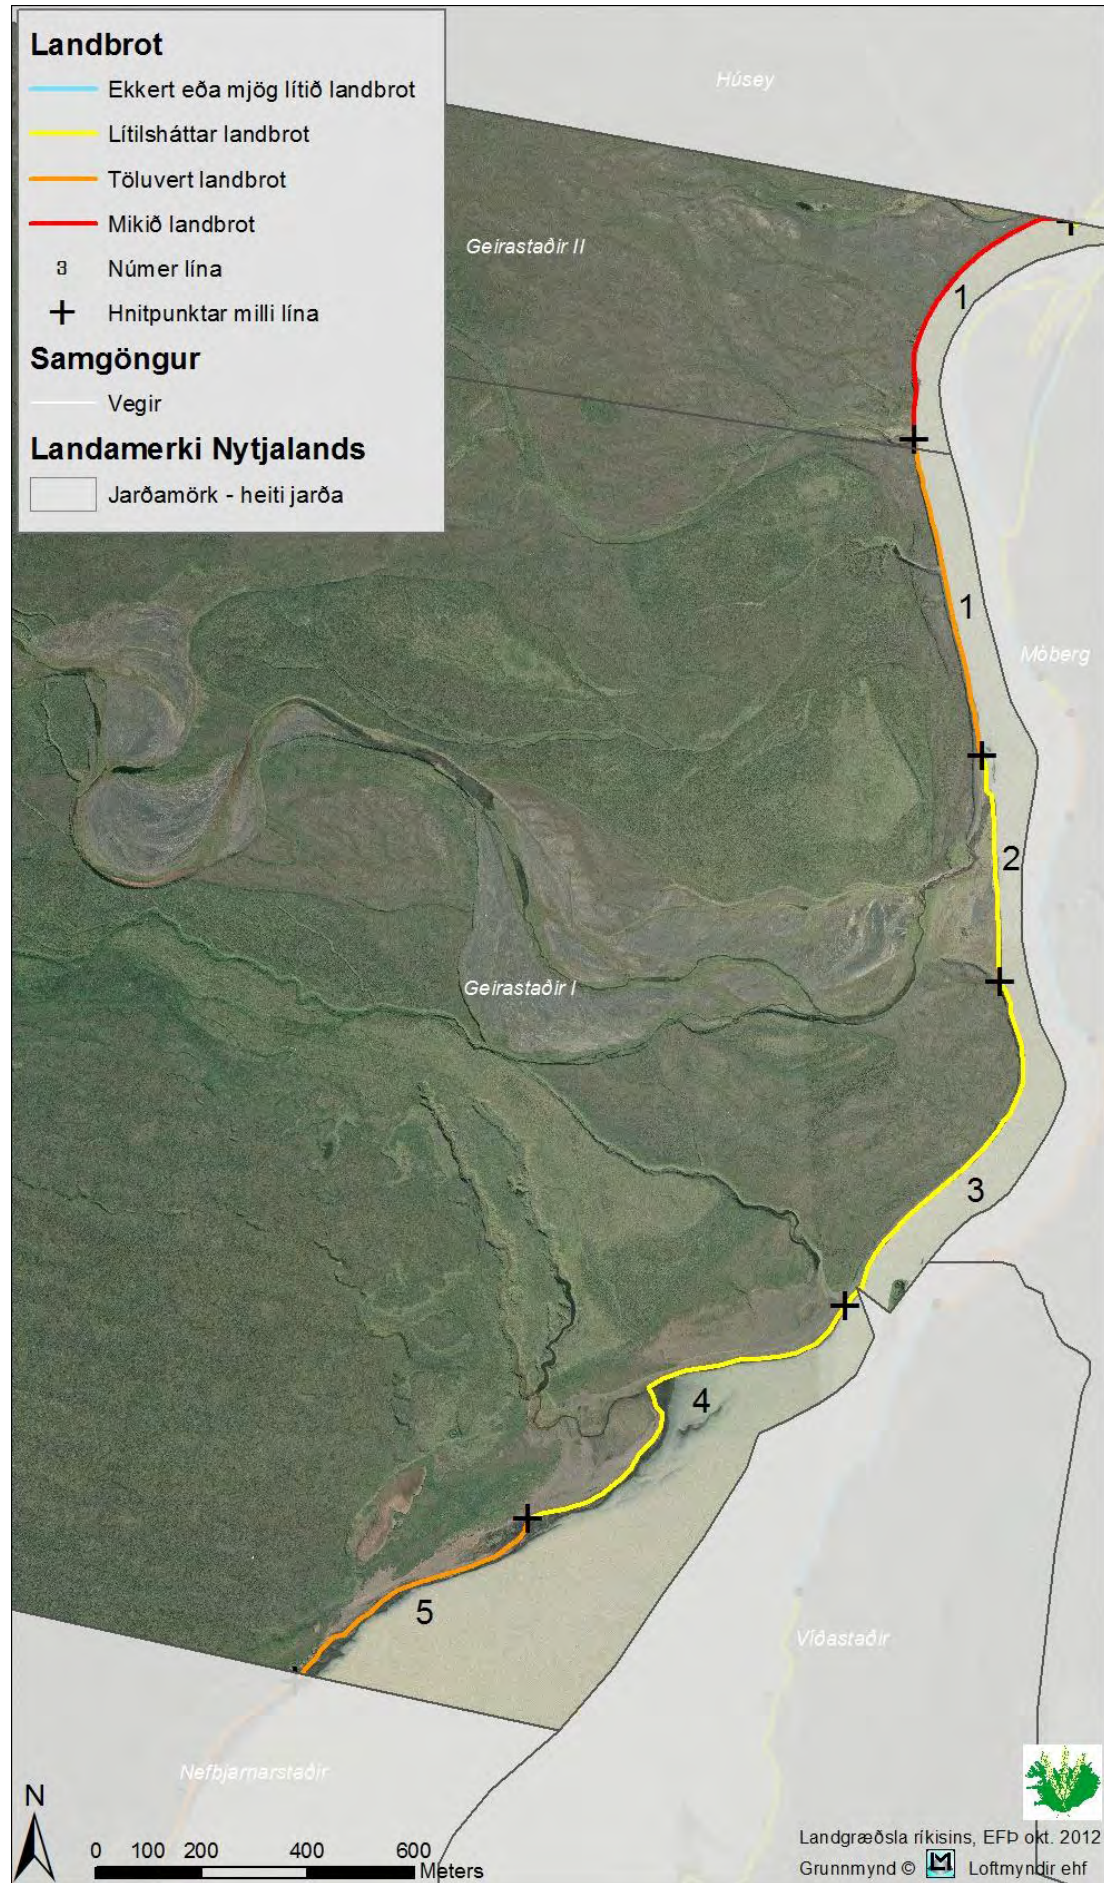 Landbrot
Ekkert eða mjög lítið landbrot
Lítilsháttar landbrot
Töluvert landbrot
Mikið landbrot
3 Númer lína
Hnitpunktar milli lína
Samgöngur
Vegir
Landamerki Nytjalands
Jarðamörk - heiti jarða
Húsey
Geirastaðir II
1
1
Móberg
2
Geirastaðir I
3
4
5
Víðastaðir
Nefbjarnarstaðir
N
0 100 200 600
400 Meters
Landgræðsla ríkisins, EFÞ okt. 2012
Grunnmynd © LM Loftmyndir ehf